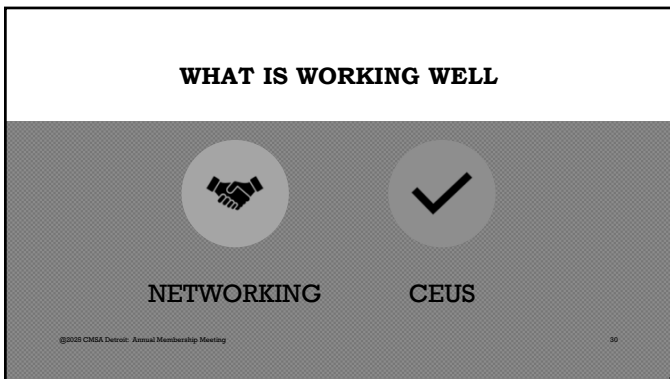 WHAT IS WORKING WELL
NETWORKING
CEUS
@2025 CMSA Detroit: Annual Membership Meeting
30